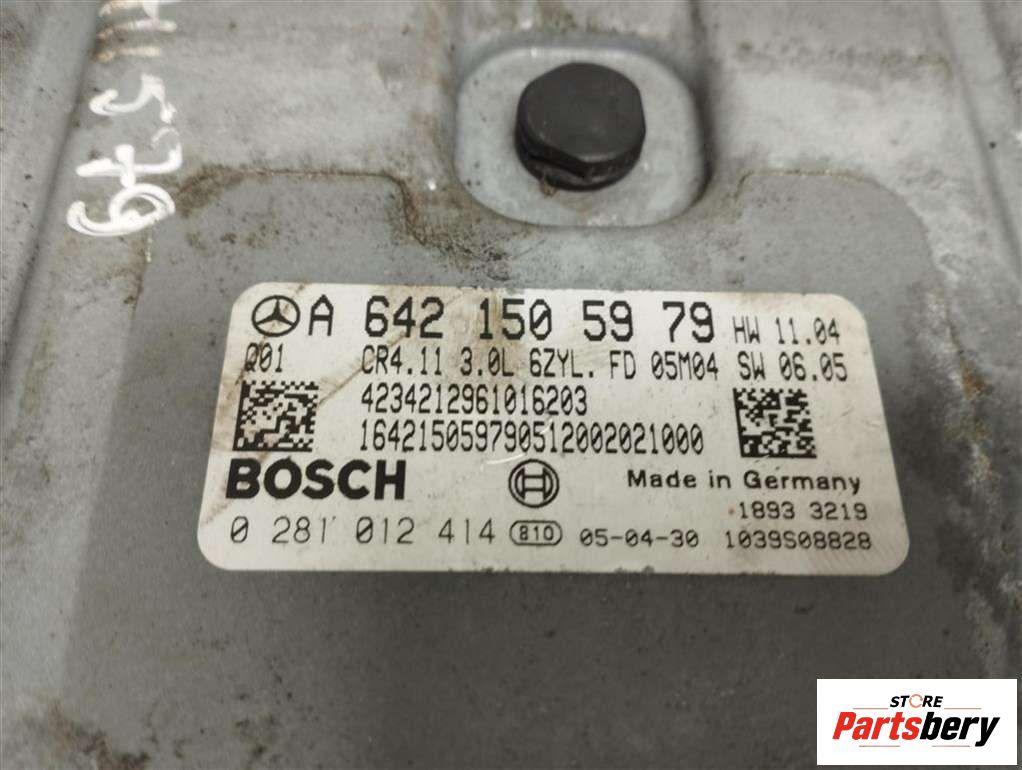 A 642 150 59 79 HW 11.04
Q01 CR4.11 3.0L 6ZYL. FD 05M04 SW 06.05
4234212961016203
164215059790512002021000
BOSCH Made in Germany
1893 3219
0 281 012 414 810 05-04-30 1039S08828
STORE
Partsbery